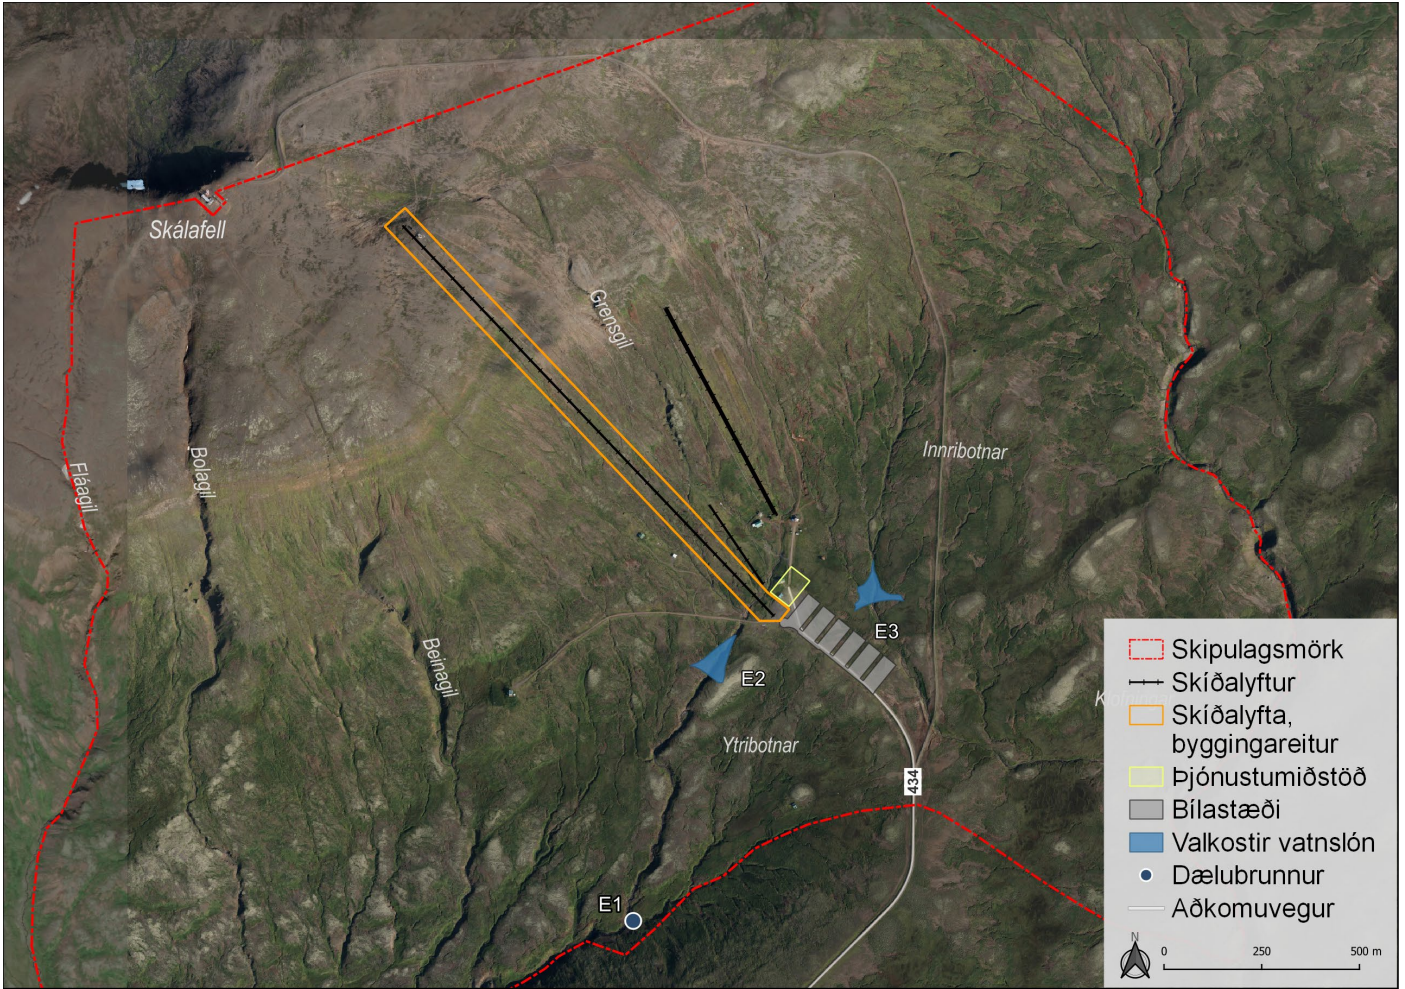 Skálafell
Grensgil
Innribotnar
Fláagil
Bolagil
Beinagil
E3
E2
Ytribotnar
434
E1
Skipulagsmörk
Skíðalyftur
Skíðalyfta,
byggingareitur
Þjónustumiðstöð
Bílastæði
Valkostir vatnslón
Dælubrunnur
Aðkomuvegur
N
0 250 500 m